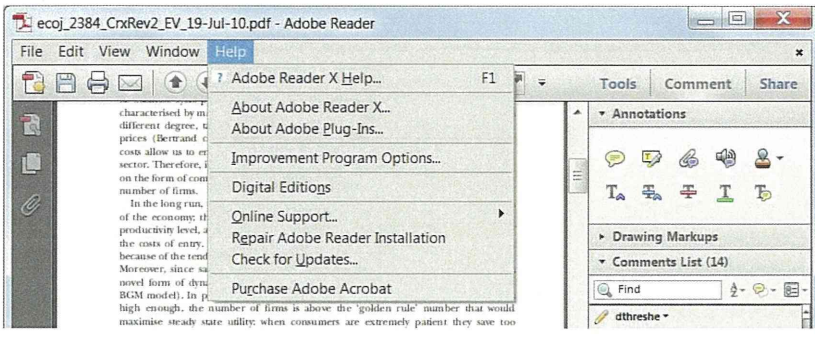 ecoj_2384_CrxRev2_EV_19-Jul-10.pdf - Adobe Reader
File Edit View Window Help
? Adobe Reader X Help... F1
About Adobe Reader X...
About Adobe Plug-Ins...
Improvement Program Options...
Digital Editions
Online Support...
Repair Adobe Reader Installation
Check for Updates...
Purchase Adobe Acrobat
characterised by
different degree,
prices (Bertrand
costs allow us to
sector. Therefore,
on the form of
number of firms.
In the long run,
of the economy;
productivity level,
the costs of entry.
because of the
Moreover, since
novel form of
BGM model). In
high enough, the number of firms is above the 'golden rule' number that would
maximise steady state utility: when consumers are extremely patient they save too
Tools Comment Share
Annotations
Drawing Markups
Comments List (14)
Find
dthreshe